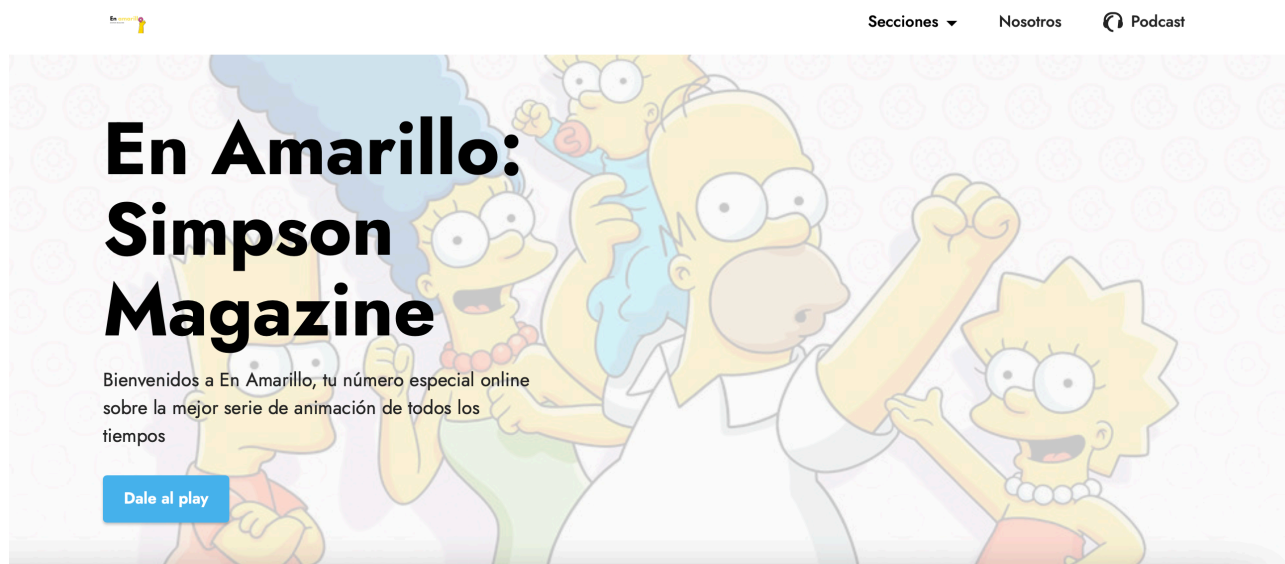 Secciones
Nosotros
Podcast
En Amarillo:
Simpson
Magazine
Bienvenidos a En Amarillo, tu número especial online
sobre la mejor serie de animación de todos los
tiempos
Dale al play